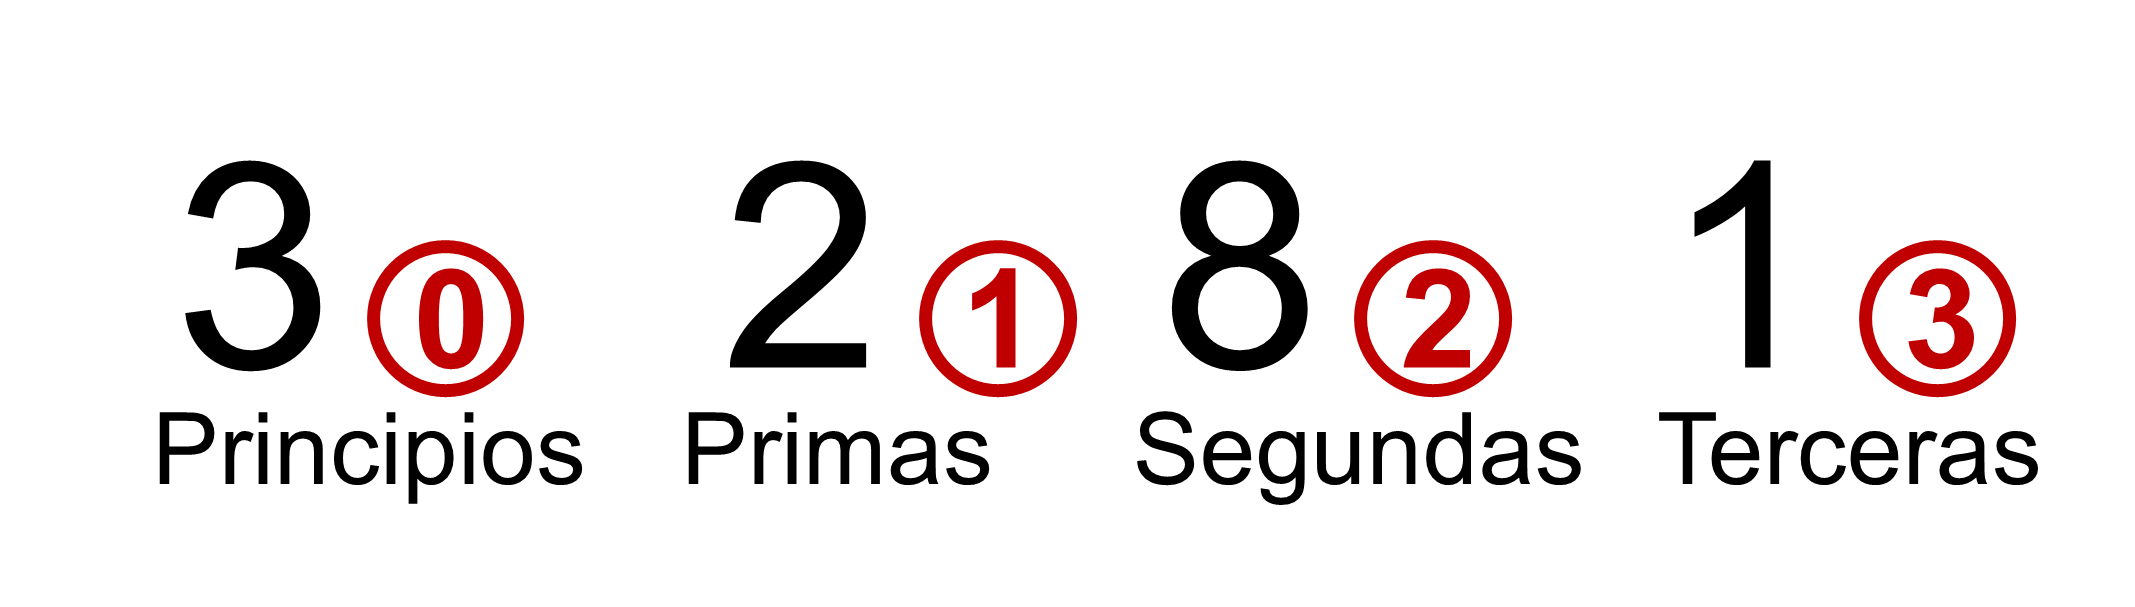 3 ⓪ 2 ① 8 ② 1 ③
Principios Primas Segundas Terceras